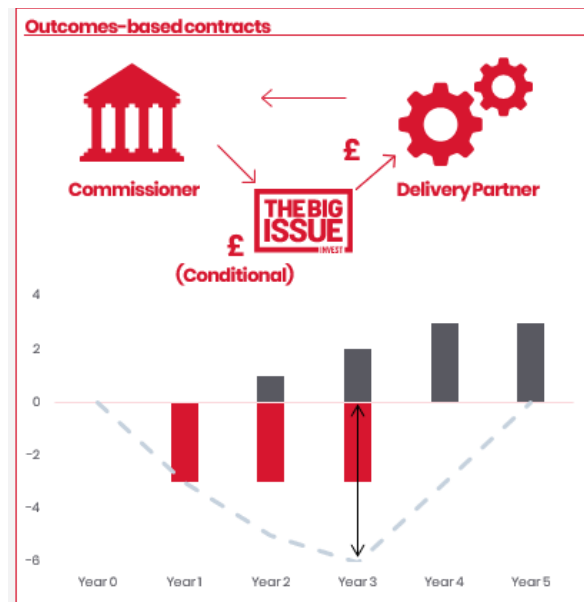 Outcomes-based contracts
Commissioner
£
Delivery Partner
THE BIG
ISSUE
INVEST
£
(Conditional)
4
2
0
-2
-4
-6
Year 0
Year 1
Year 2
Year 3
Year 4
Year 5